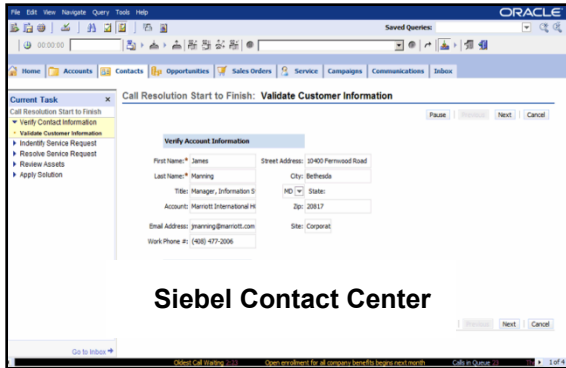 File Edit View Navigate Query Tools Help
ORACLE
Saved Queries:
00:00:00
Home Accounts Contacts Opportunities Sales Orders Service Campaigns Communications Inbox
Current Task ×
Call Resolution Start to Finish
Verify Contact Information
Validate Customer Information
Indentify Service Request
Resolve Service Request
Review Assets
Apply Solution
Go to Inbox
Call Resolution Start to Finish: Validate Customer Information
Pause Previous Next Cancel
Verify Account Information
First Name:* James Street Address: 10400 Fernwood Road
Last Name:* Manning City: Bethesda
Title: Manager, Information S MD State:
Account: Marriott International H Zip: 20817
Email Address: jmanning@marriott.com Site: Corporat
Work Phone #: (408) 477-2006
Siebel Contact Center
Previous Next Cancel
Oldest Call Waiting 2:23 Open enrollment for all company benefits begins next month Calls in Queue 23 1 of 4